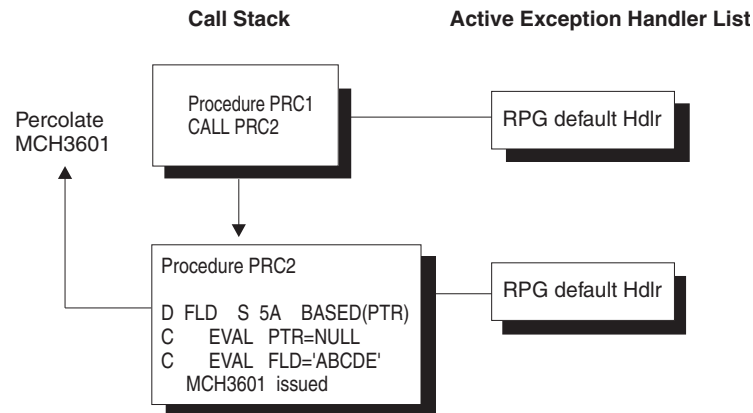 Call Stack
Active Exception Handler List
Procedure PRC1
CALL PRC2
RPG default Hdlr
Percolate
MCH3601
Procedure PRC2
D FLD S 5A BASED(PTR)
C EVAL PTR=NULL
C EVAL FLD='ABCDE'
MCH3601 issued
RPG default Hdlr